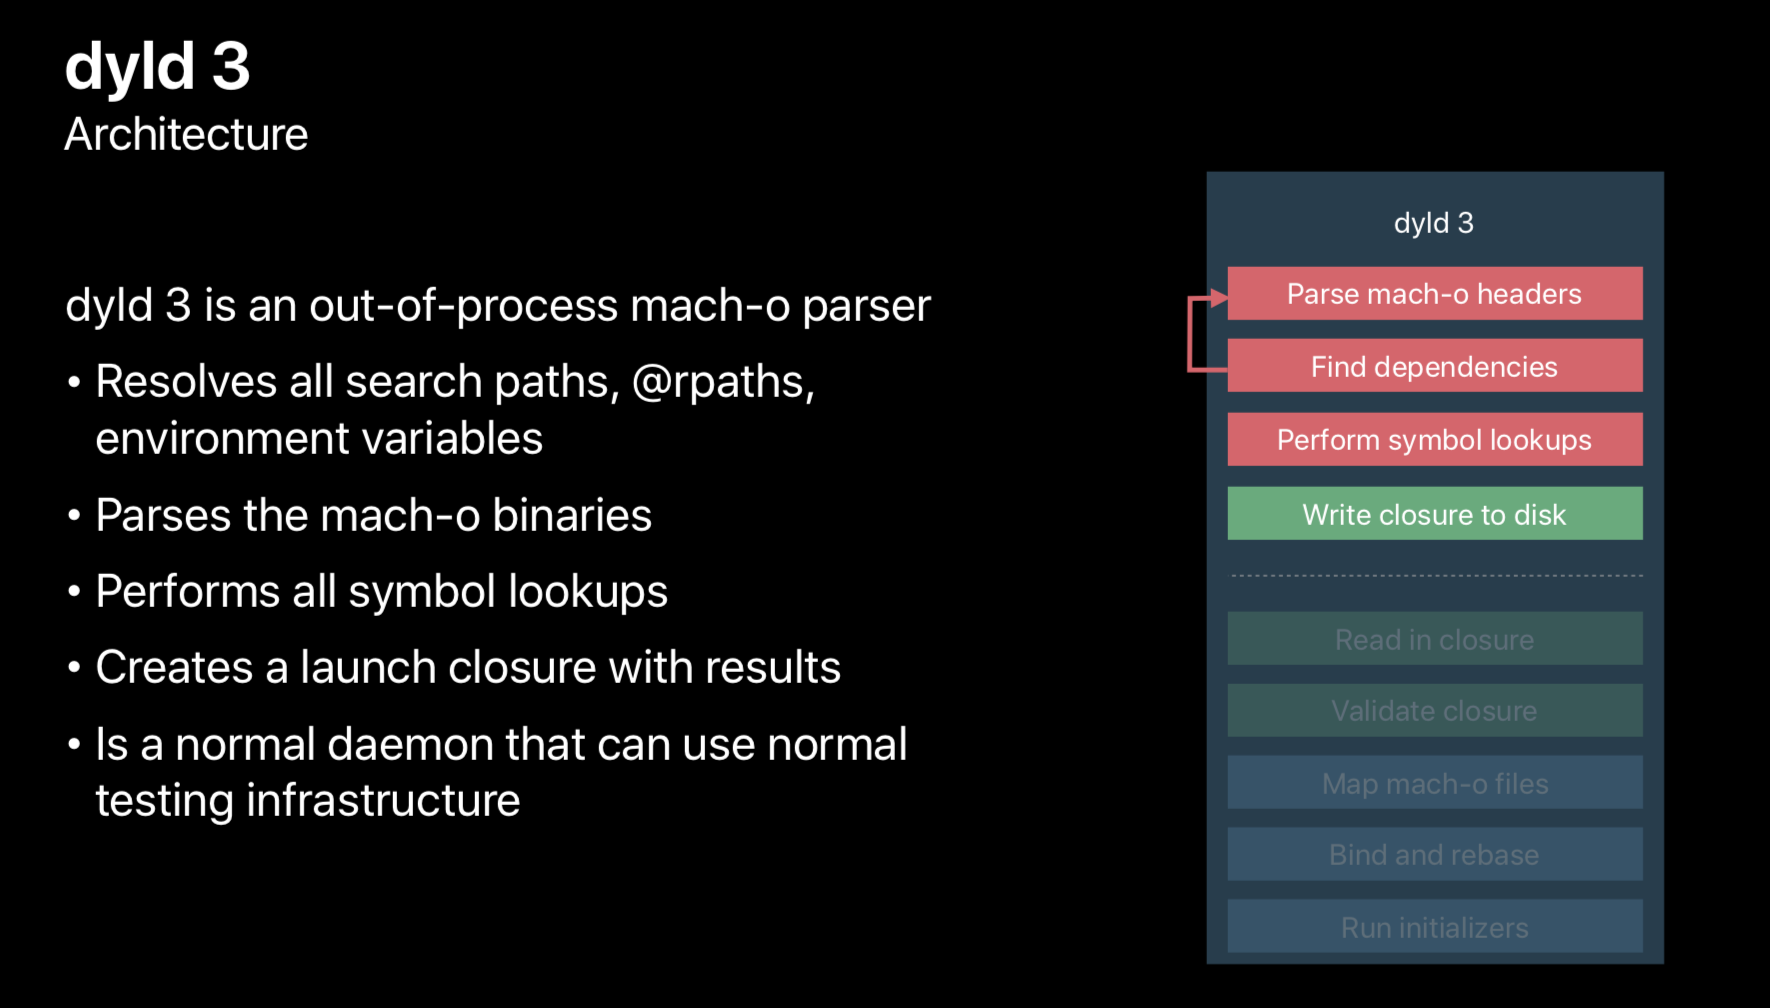 dyld 3
Architecture
dyld 3 is an out-of-process mach-o parser
• Resolves all search paths, @rpaths,
environment variables
• Parses the mach-o binaries
• Performs all symbol lookups
• Creates a launch closure with results
• Is a normal daemon that can use normal
testing infrastructure
dyld 3
Parse mach-o headers
Find dependencies
Perform symbol lookups
Write closure to disk
Read in closure
Validate closure
Map mach-o files
Bind and rebase
Run initializers